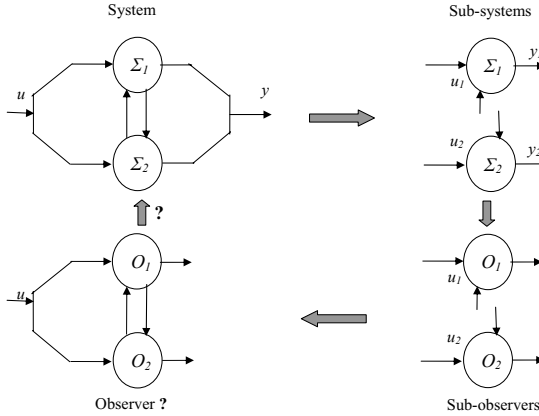 System
Sub-systems
Σ1
Σ1
y1
u
y
u1
u2
y2
Σ2
Σ2
?
O1
O1
u
u1
u2
O2
O2
Observer ?
Sub-observers